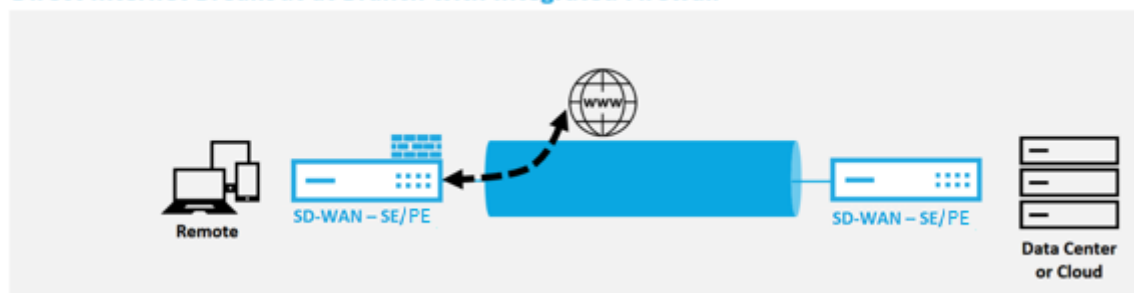 www
SD-WAN – SE/PE
SD-WAN – SE/PE
Remote
Data Center
or Cloud